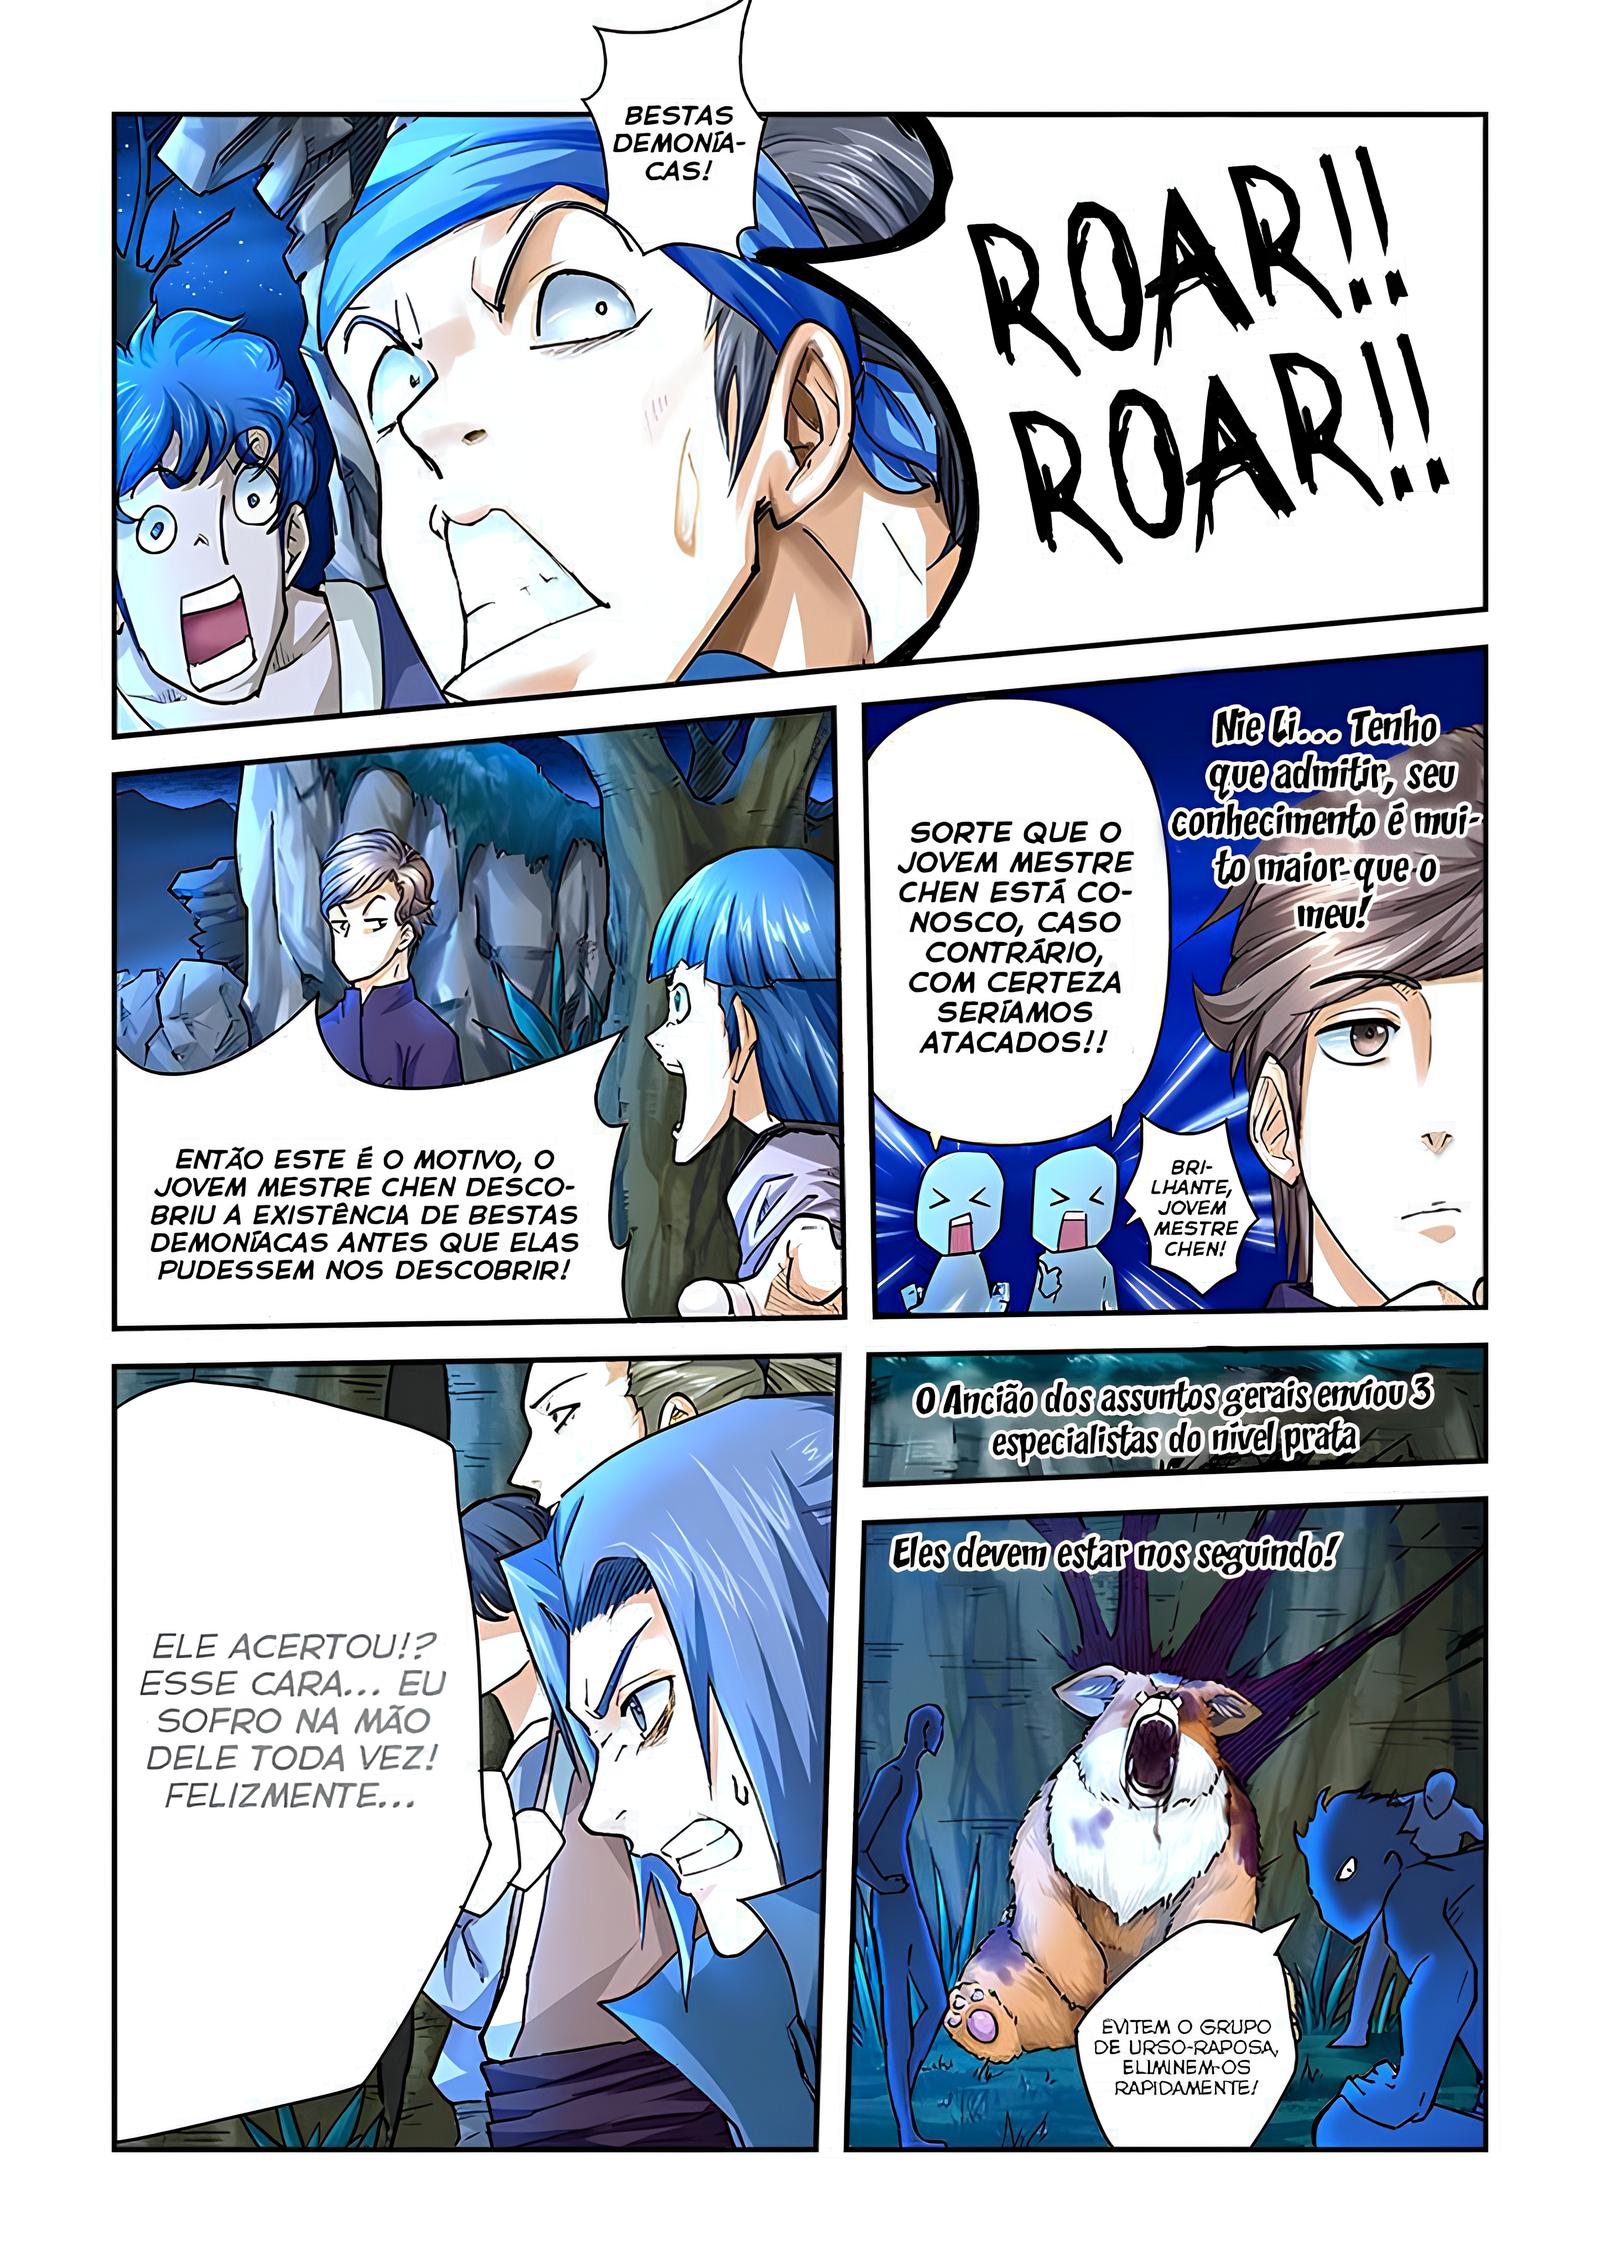 BESTAS
DEMONÍA-
CAS!
ROAR!!
ROAR!!
ENTÃO ESTE É O MOTIVO, O
JOVEM MESTRE CHEN DESCO-
BRIU A EXISTÊNCIA DE BESTAS
DEMONÍACAS ANTES QUE ELAS
PUDESSEM NOS DESCOBRIR!
SORTE QUE O
JOVEM MESTRE
CHEN ESTÁ CO-
NOSCO, CASO
CONTRÁRIO,
COM CERTEZA
SERÍAMOS
ATACADOS!!
Nie Li... Tenho
que admitir, seu
conhecimento é mui-
to maior que o
meu!
BRI-
LHANTE,
JOVEM
MESTRE
CHEN!
ELE ACERTOU!?
ESSE CARA... EU
SOFRO NA MÃO
DELE TODA VEZ!
FELIZMENTE...
O Ancião dos assuntos gerais enviou 3
especialistas do nível prata
Eles devem estar nos seguindo!
EVITEM O GRUPO
DE URSO-RAPOSA,
ELIMINEM-OS
RAPIDAMENTE!